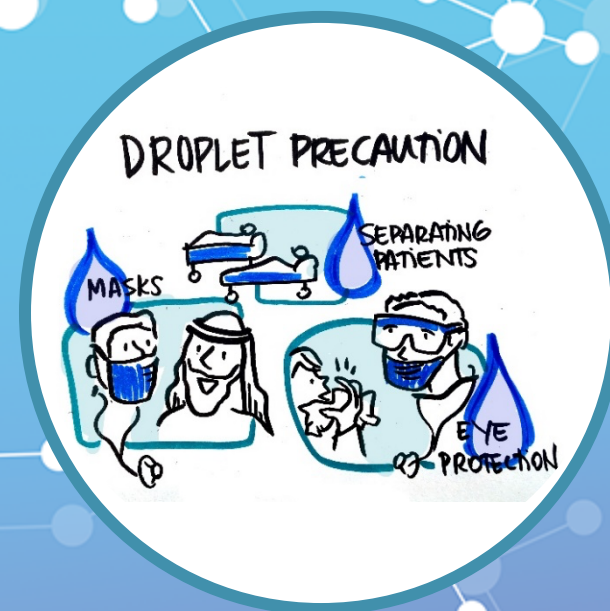 DROPLET PRECAUTION
SEPARATING
PATIENTS
MASKS
EYE
PROTECTION